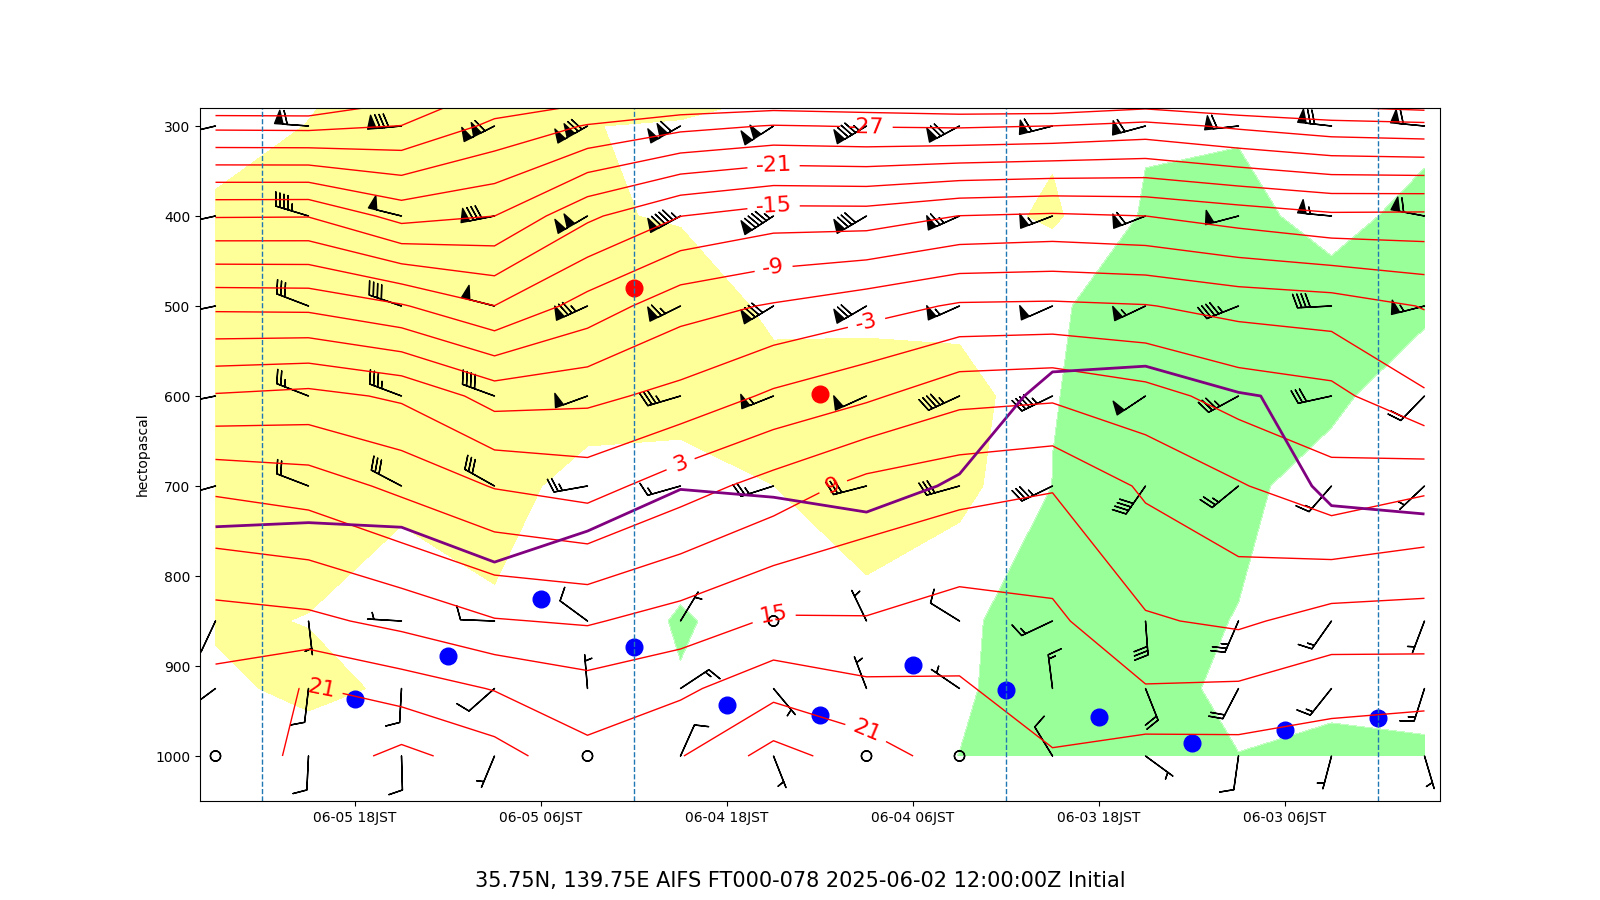 300
400
500
600
700
800
900
1000
hectopascal
-27
-21
-15
-9
-3
3
9
15
21
21
06-05 18JST
06-05 06JST
06-04 18JST
06-04 06JST
06-03 18JST
06-03 06JST
35.75N, 139.75E AIFS FT000-078 2025-06-02 12:00:00Z Initial